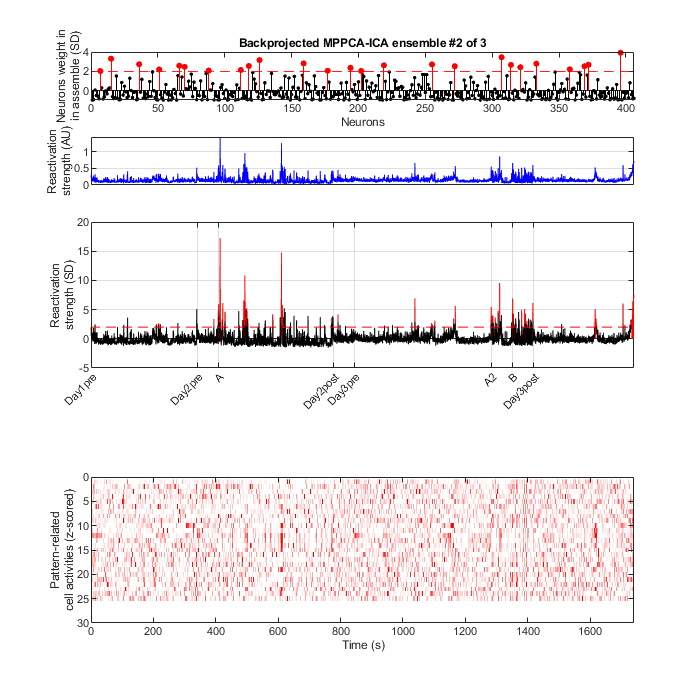 Backprojected MPPCA-ICA ensemble #2 of 3
Neurons weight in
in assemble (SD)
4
2
0
0 50 100 150 200 250 300 350 400
Neurons
Reactivation
strength (AU)
1
0.5
0
Reactivation
strength (SD)
20
15
10
5
0
-5
Day1pre Day2pre A Day2post Day3pre A2 B Day3post
Pattern-related
cell activities (z-scored)
0
5
10
15
20
25
30
0 200 400 600 800 1000 1200 1400 1600
Time (s)